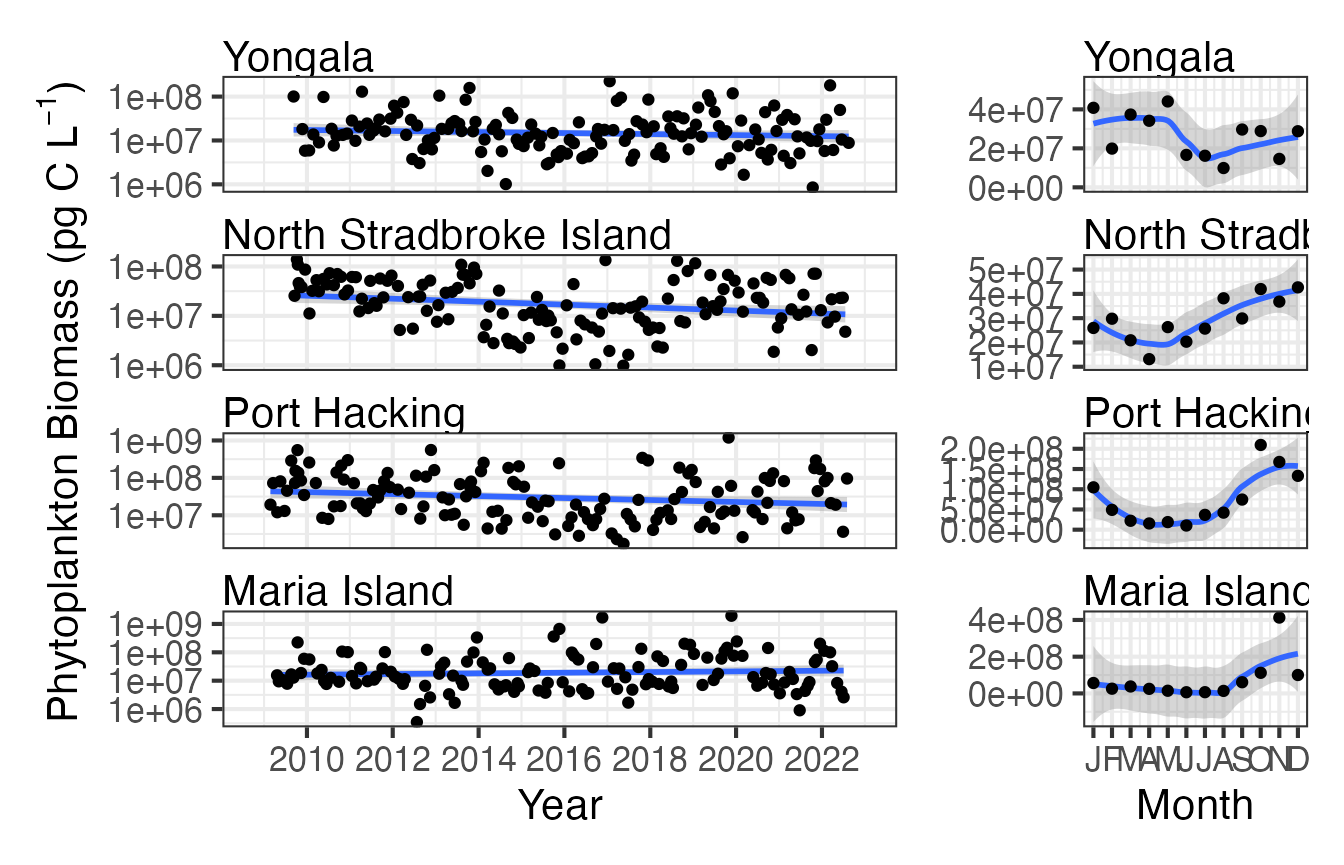 Yongala
Yongala
Phytoplankton Biomass (pg C L⁻¹)
1e+08
1e+07
1e+06
4e+07
2e+07
0e+00
North Stradbroke Island
North Stradb
1e+08
1e+07
1e+06
5e+07
4e+07
3e+07
2e+07
1e+07
Port Hacking
Port Hacking
1e+09
1e+08
1e+07
2.0e+08
1.5e+08
1.0e+08
5.0e+07
0.0e+00
Maria Island
Maria Island
1e+09
1e+08
1e+07
1e+06
4e+08
2e+08
0e+00
2010 2012 2014 2016 2018 2020 2022
J F M A M J J A S O N D
Year
Month